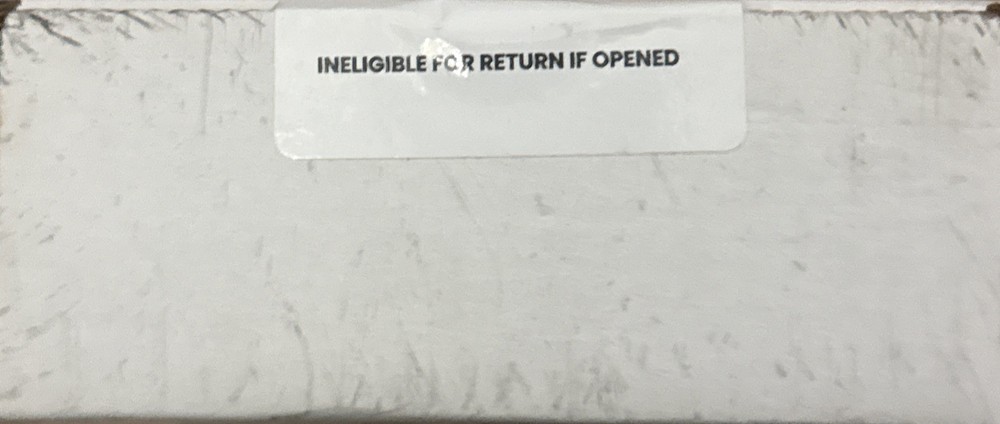 INELIGIBLE FOR RETURN IF OPENED